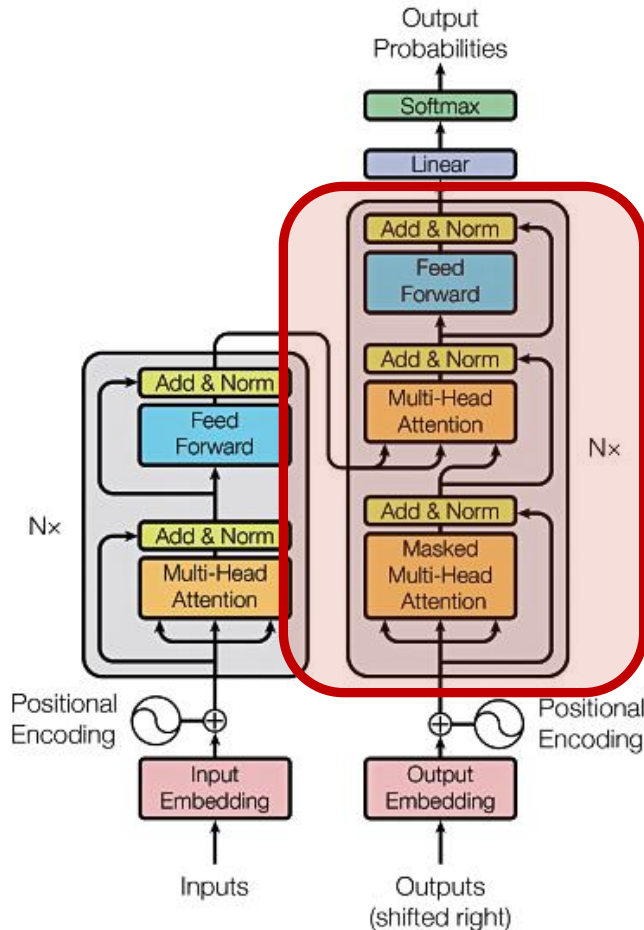 Output
Probabilities
Softmax
Linear
Add & Norm
Feed
Forward
Add & Norm
Multi-Head
Attention
Nx
Add & Norm
Masked
Multi-Head
Attention
Add & Norm
Feed
Forward
Nx
Add & Norm
Multi-Head
Attention
Positional
Encoding
Positional
Encoding
Input
Embedding
Output
Embedding
Inputs
Outputs
(shifted right)